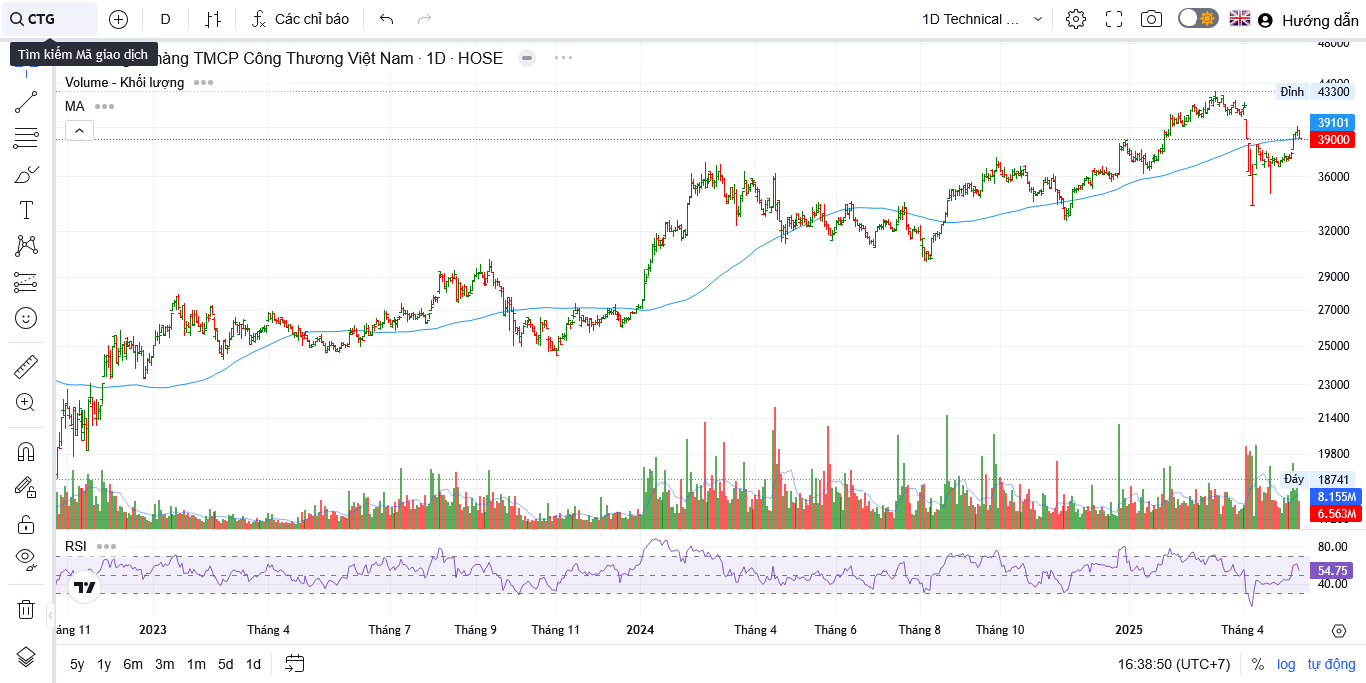 CTG D Các chỉ báo 1D Technical ... Hướng dẫn
Tìm kiếm Mã giao dịch
hàng TMCP Công Thương Việt Nam · 1D · HOSE
Volume - Khối lượng
MA
48000
44000
Đỉnh 43300
39101
39000
36000
32000
29000
27000
25000
23000
21400
19800
Đáy 18741
8.155M
6.563M
RSI
80.00
54.75
40.00
áng 11 2023 Tháng 4 Tháng 7 Tháng 9 Tháng 11 2024 Tháng 4 Tháng 6 Tháng 8 Tháng 10 2025 Tháng 4
5y 1y 6m 3m 1m 5d 1d 16:38:50 (UTC+7) % log tự động